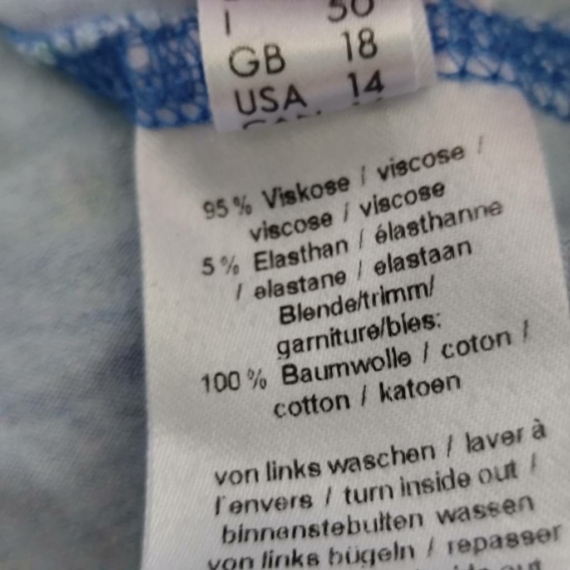 I 50
GB 18
USA 14
95% Viskose / viscose /
viscose / viscose
5% Elasthan / élasthanne
/ elastane / elastaan
Blende/trimm/
garniture/bies:
100% Baumwolle / coton /
cotton / katoen
von links waschen / laver à
l'envers / turn inside out /
binnenstebuiten wassen
von links bügeln / repasser